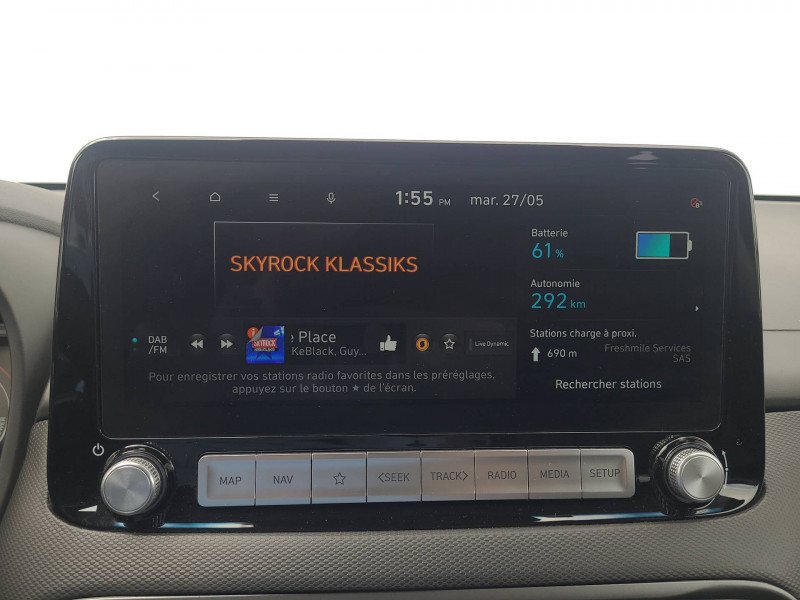 1:55 PM mar. 27/05
SKYROCK KLASSIKS
DAB
/FM
Place
KeBlack, Guy...
Live Dynamic
Pour enregistrer vos stations radio favorites dans les préréglages,
appuyez sur le bouton ★ de l'écran.
Batterie
61 %
Autonomie
292 km
Stations charge à proxi.
690 m
Freshmile Services
SAS
Rechercher stations
MAP
NAV
<SEEK
TRACK>
RADIO
MEDIA
SETUP